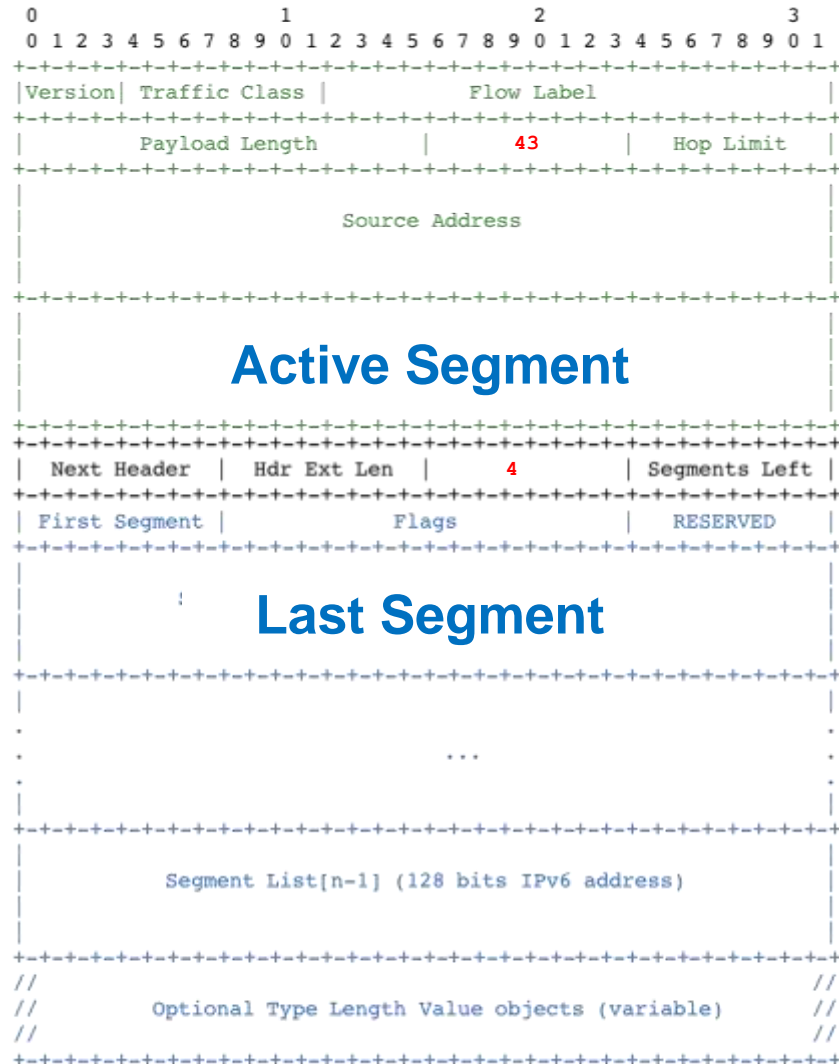 0                   1                   2                   3
0 1 2 3 4 5 6 7 8 9 0 1 2 3 4 5 6 7 8 9 0 1 2 3 4 5 6 7 8 9 0 1
+-+-+-+-+-+-+-+-+-+-+-+-+-+-+-+-+-+-+-+-+-+-+-+-+-+-+-+-+-+-+-+-+
|Version| Traffic Class | Flow Label |
+-+-+-+-+-+-+-+-+-+-+-+-+-+-+-+-+-+-+-+-+-+-+-+-+-+-+-+-+-+-+-+-+
| Payload Length | 43 | Hop Limit |
+-+-+-+-+-+-+-+-+-+-+-+-+-+-+-+-+-+-+-+-+-+-+-+-+-+-+-+-+-+-+-+-+
Source Address
+-+-+-+-+-+-+-+-+-+-+-+-+-+-+-+-+-+-+-+-+-+-+-+-+-+-+-+-+-+-+-+-+
Active Segment
+-+-+-+-+-+-+-+-+-+-+-+-+-+-+-+-+-+-+-+-+-+-+-+-+-+-+-+-+-+-+-+-+
+-+-+-+-+-+-+-+-+-+-+-+-+-+-+-+-+-+-+-+-+-+-+-+-+-+-+-+-+-+-+-+-+
| Next Header | Hdr Ext Len | 4 | Segments Left |
+-+-+-+-+-+-+-+-+-+-+-+-+-+-+-+-+-+-+-+-+-+-+-+-+-+-+-+-+-+-+-+-+
| First Segment | Flags | RESERVED |
+-+-+-+-+-+-+-+-+-+-+-+-+-+-+-+-+-+-+-+-+-+-+-+-+-+-+-+-+-+-+-+-+
Last Segment
+-+-+-+-+-+-+-+-+-+-+-+-+-+-+-+-+-+-+-+-+-+-+-+-+-+-+-+-+-+-+-+-+
...
+-+-+-+-+-+-+-+-+-+-+-+-+-+-+-+-+-+-+-+-+-+-+-+-+-+-+-+-+-+-+-+-+
Segment List[n-1] (128 bits IPv6 address)
+-+-+-+-+-+-+-+-+-+-+-+-+-+-+-+-+-+-+-+-+-+-+-+-+-+-+-+-+-+-+-+-+
// //
// Optional Type Length Value objects (variable) //
// //
+-+-+-+-+-+-+-+-+-+-+-+-+-+-+-+-+-+-+-+-+-+-+-+-+-+-+-+-+-+-+-+-+